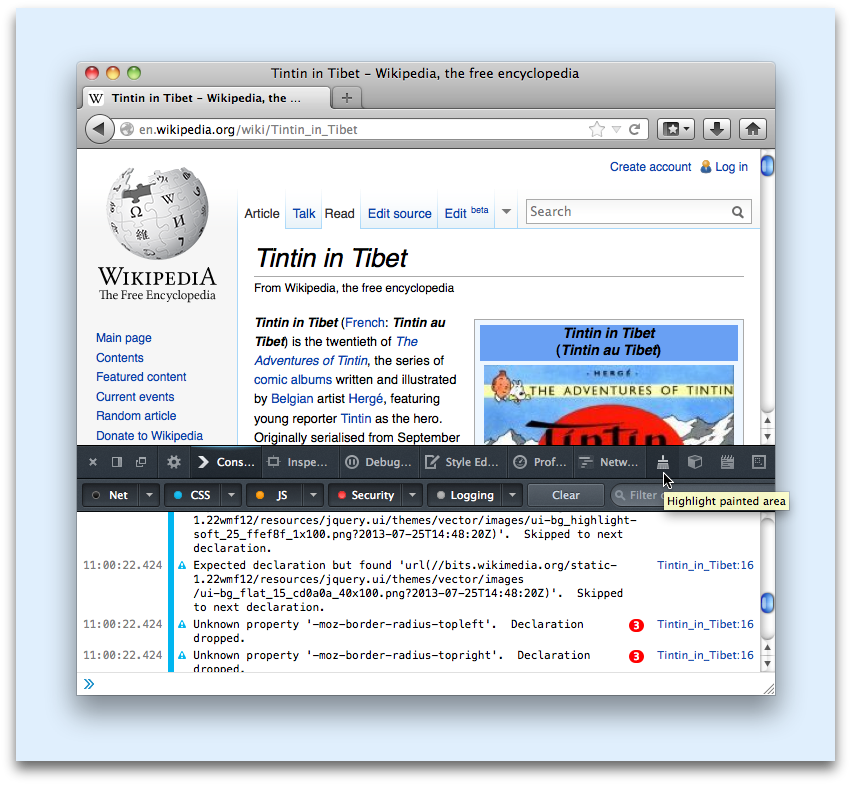 Tintin in Tibet – Wikipedia, the free encyclopedia
W Tintin in Tibet – Wikipedia, the ...
en.wikipedia.org/wiki/Tintin_in_Tibet
Create account Log in
Article Talk Read Edit source Edit beta Search
Ω W И 維 7
WIKIPEDIA
The Free Encyclopedia
Main page
Contents
Featured content
Current events
Random article
Donate to Wikipedia
Tintin in Tibet
From Wikipedia, the free encyclopedia
Tintin in Tibet (French: Tintin au
Tibet) is the twentieth of The
Adventures of Tintin, the series of
comic albums written and illustrated
by Belgian artist Hergé, featuring
young reporter Tintin as the hero.
Originally serialised from September
Tintin in Tibet
(Tintin au Tibet)
· HERGÉ ·
THE ADVENTURES OF TINTIN
Tintin
Cons... Inspe... Debug... Style Ed... Prof... Netw...
Net CSS JS Security Logging Clear Filter
Highlight painted area
1.22wmf12/resources/jquery.ui/themes/vector/images/ui-bg_highlight-
soft_25_ffef8f_1x100.png?2013-07-25T14:48:20Z)'. Skipped to next
declaration.
11:00:22.424 Expected declaration but found 'url(//bits.wikimedia.org/static- Tintin_in_Tibet:16
1.22wmf12/resources/jquery.ui/themes/vector/images
/ui-bg_flat_15_cd0a0a_40x100.png?2013-07-25T14:48:20Z)'. Skipped
to next declaration.
11:00:22.424 Unknown property '-moz-border-radius-topleft'. Declaration 3 Tintin_in_Tibet:16
dropped.
11:00:22.424 Unknown property '-moz-border-radius-topright'. Declaration 3 Tintin_in_Tibet:16
dropped.